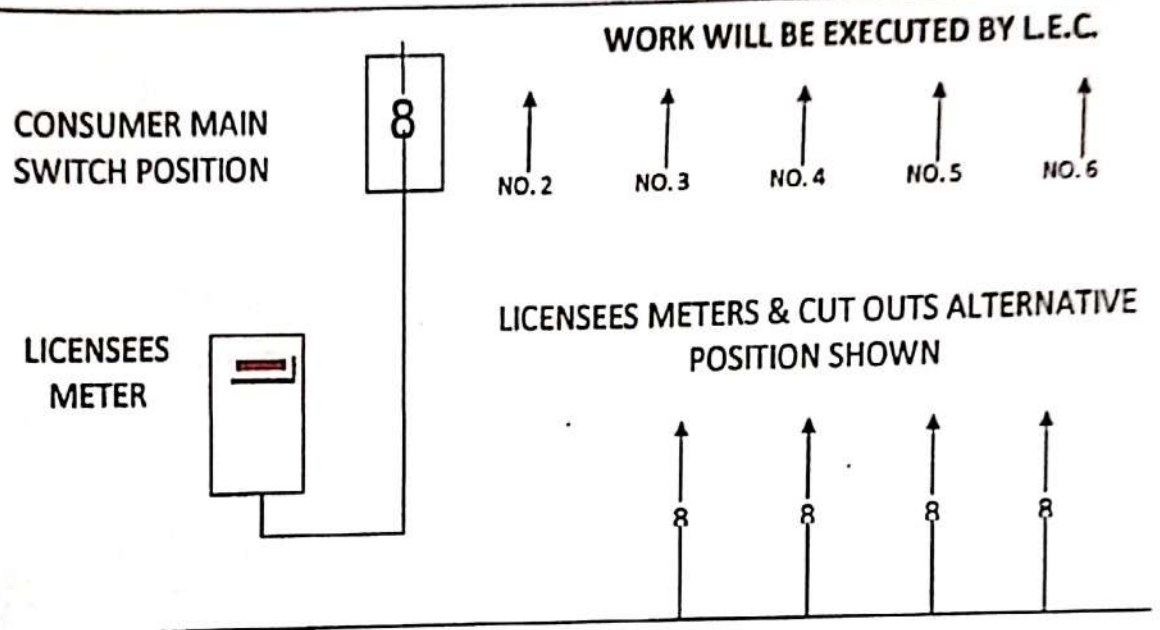 WORK WILL BE EXECUTED BY L.E.C.
CONSUMER MAIN
SWITCH POSITION
8
NO.2 NO.3 NO.4 NO.5 NO.6
LICENSEES METERS & CUT OUTS ALTERNATIVE
POSITION SHOWN
LICENSEES
METER
8 8 8 8